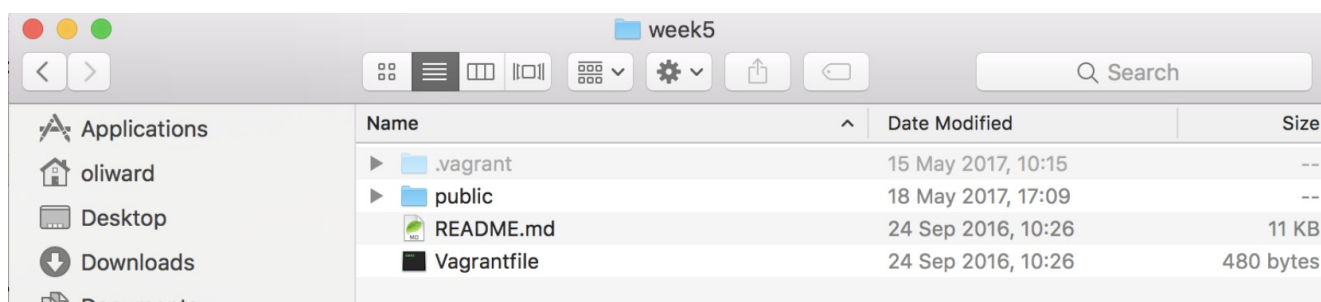 week5
Search
Applications
oliward
Desktop
Downloads
Name Date Modified Size
.vagrant 15 May 2017, 10:15 --
public 18 May 2017, 17:09 --
README.md 24 Sep 2016, 10:26 11 KB
Vagrantfile 24 Sep 2016, 10:26 480 bytes